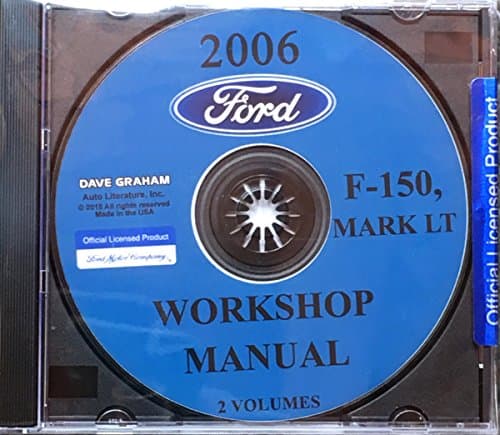 2006
Ford
DAVE GRAHAM
Auto Literature, Inc.
© 2015 All rights reserved
Made in the USA
F-150,
MARK LT
Official Licensed Product
Ford Motor Company
WORKSHOP
MANUAL
2 VOLUMES
Official Licensed Product